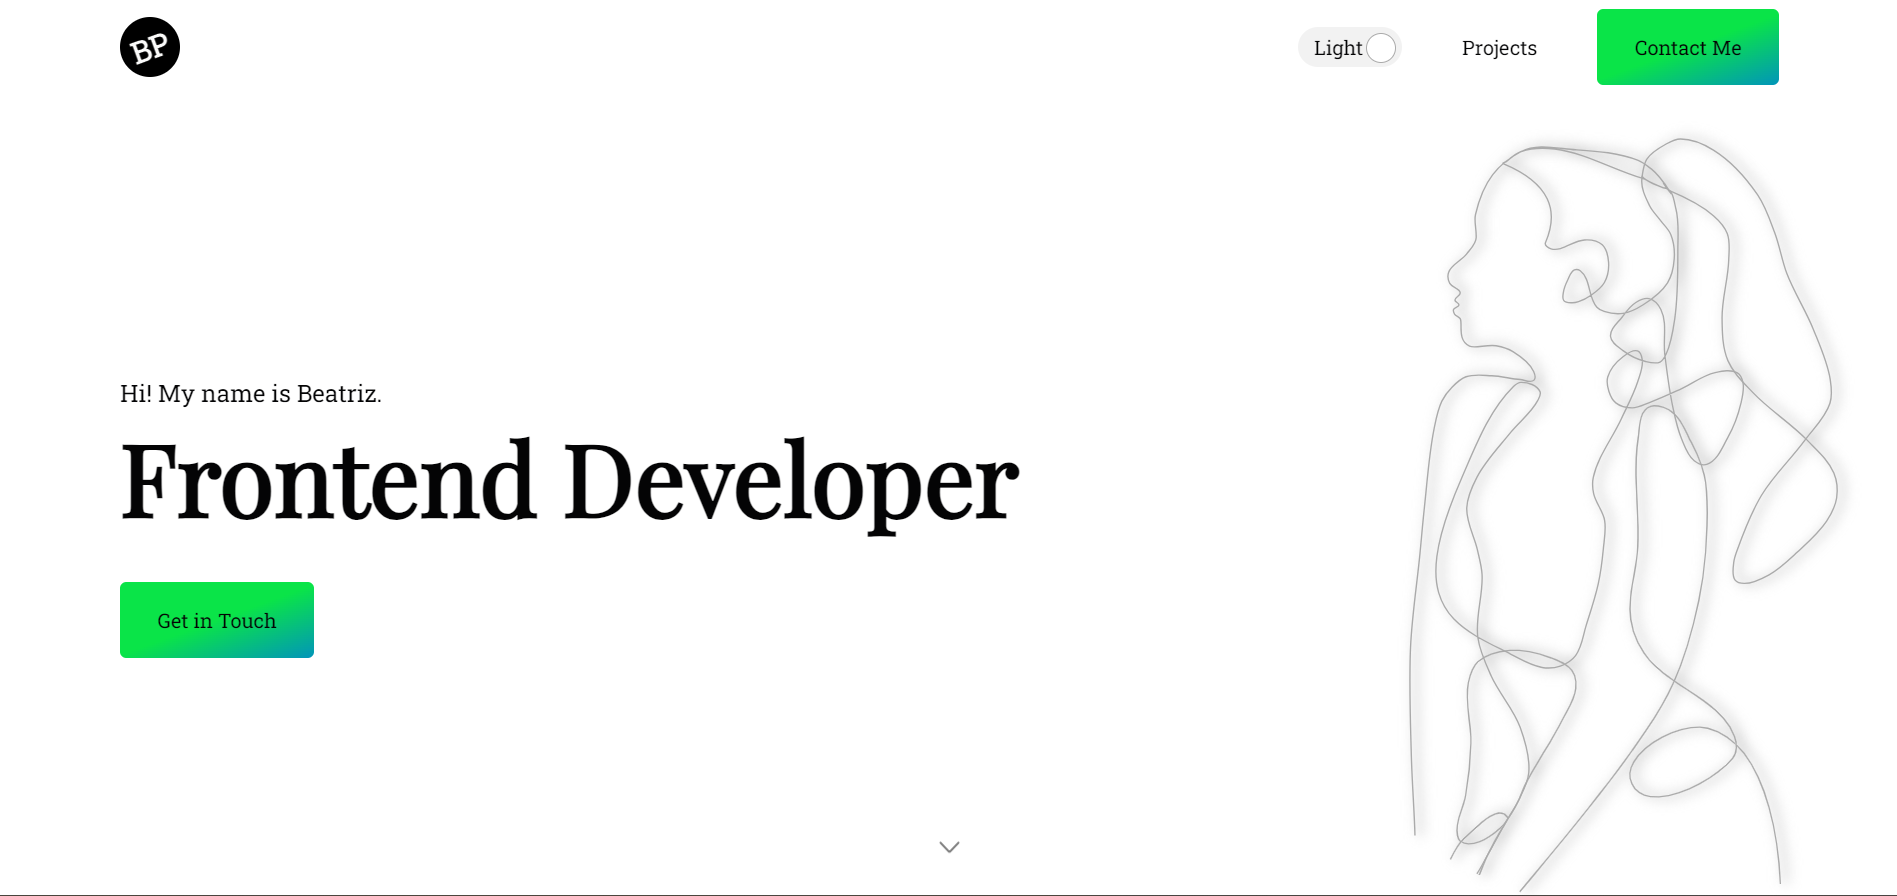 BP
Light
Projects
Contact Me
Hi! My name is Beatriz.
Frontend Developer
Get in Touch